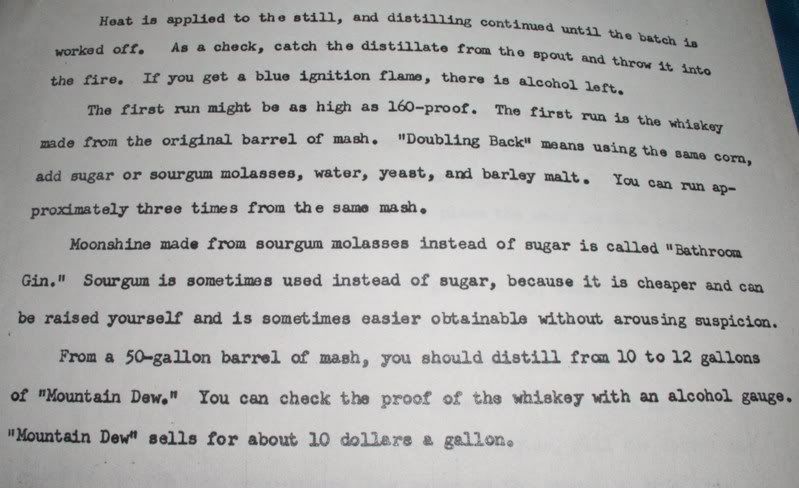 Heat is applied to the still, and distilling continued until the batch is
worked off. As a check, catch the distillate from the spout and throw it into
the fire. If you get a blue ignition flame, there is alcohol left.
The first run might be as high as 160-proof. The first run is the whiskey
made from the original barrel of mash. "Doubling Back" means using the same corn,
add sugar or sourgum molasses, water, yeast, and barley malt. You can run ap-
proximately three times from the same mash.
Moonshine made from sourgum molasses instead of sugar is called "Bathroom
Gin." Sourgum is sometimes used instead of sugar, because it is cheaper and can
be raised yourself and is sometimes easier obtainable without arousing suspicion.
From a 50-gallon barrel of mash, you should distill from 10 to 12 gallons
of "Mountain Dew." You can check the proof of the whiskey with an alcohol gauge.
"Mountain Dew" sells for about 10 dollars a gallon.